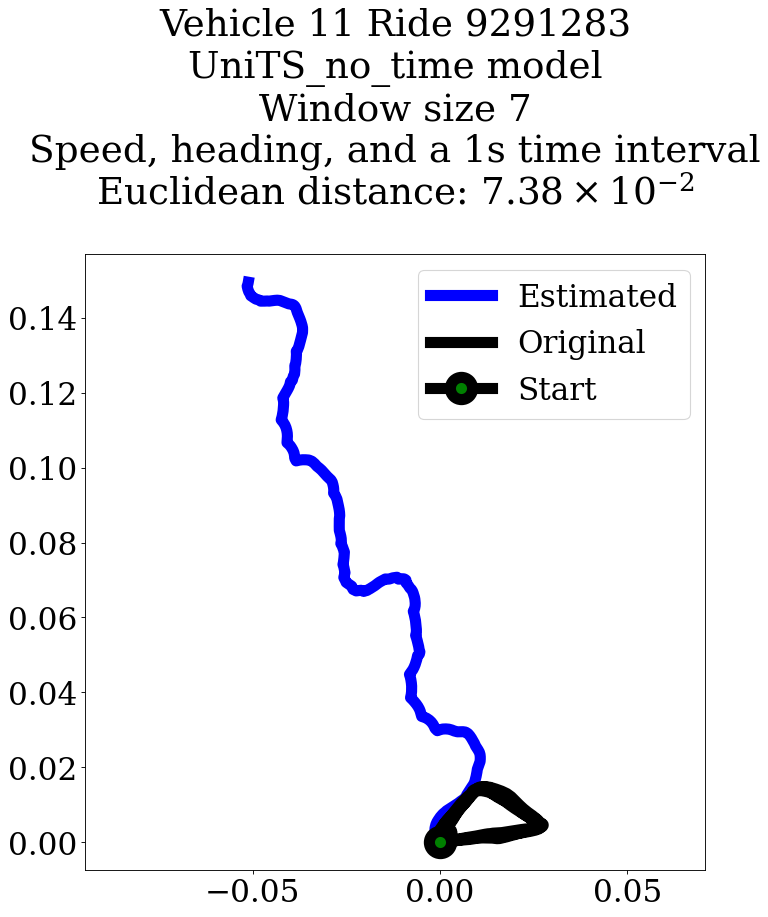 Vehicle 11 Ride 9291283
UniTS_no_time model
Window size 7
Speed, heading, and a 1s time interval
Euclidean distance: 7.38 × 10⁻²
Estimated
Original
Start
0.14
0.12
0.10
0.08
0.06
0.04
0.02
0.00
−0.05 0.00 0.05